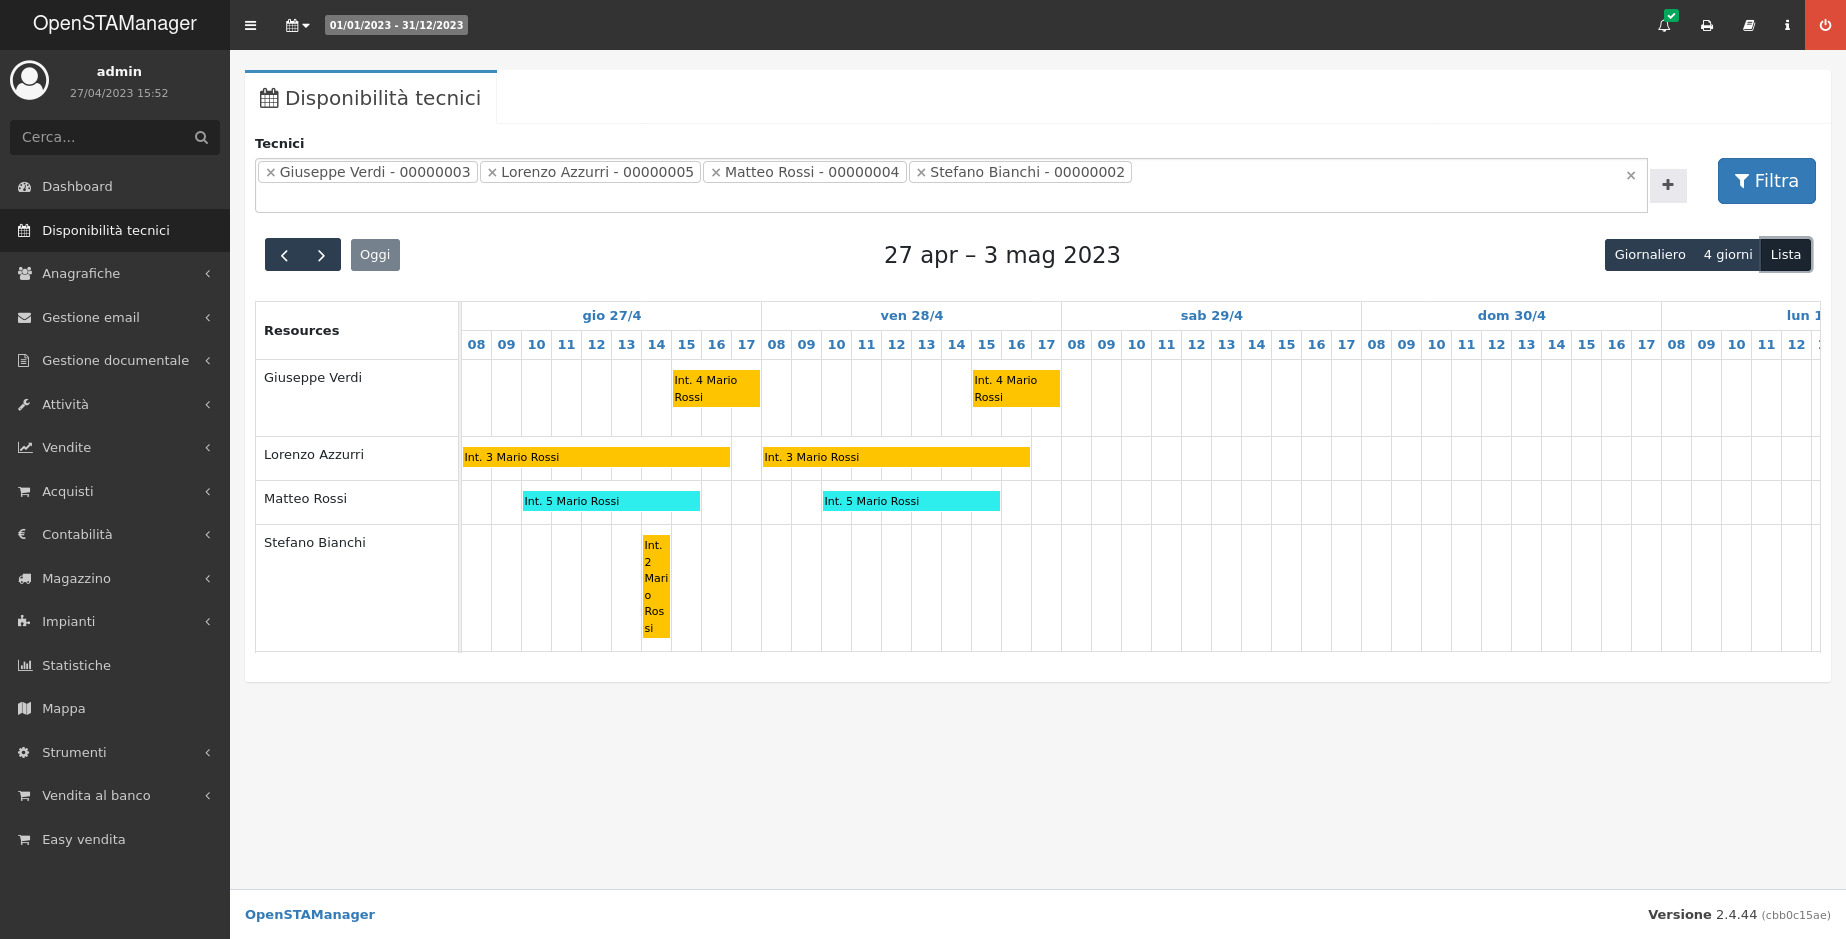 OpenSTAManager
01/01/2023 - 31/12/2023
admin
27/04/2023 15:52
Cerca...
Dashboard
Disponibilità tecnici
Anagrafiche
Gestione email
Gestione documentale
Attività
Vendite
Acquisti
Contabilità
Magazzino
Impianti
Statistiche
Mappa
Strumenti
Vendita al banco
Easy vendita
Disponibilità tecnici
Tecnici
× Giuseppe Verdi - 00000003 × Lorenzo Azzurri - 00000005 × Matteo Rossi - 00000004 × Stefano Bianchi - 00000002 ×
+
Filtra
Oggi
27 apr – 3 mag 2023
Giornaliero 4 giorni Lista
Resources
gio 27/4 ven 28/4 sab 29/4 dom 30/4 lun 1
08 09 10 11 12 13 14 15 16 17 08 09 10 11 12 13 14 15 16 17 08 09 10 11 12 13 14 15 16 17 08 09 10 11 12 13 14 15 16 17 08 09 10 11 12
Giuseppe Verdi
Int. 4 Mario
Rossi
Int. 4 Mario
Rossi
Lorenzo Azzurri
Int. 3 Mario Rossi
Int. 3 Mario Rossi
Matteo Rossi
Int. 5 Mario Rossi
Int. 5 Mario Rossi
Stefano Bianchi
Int.
2
Mari
o
Ros
si
OpenSTAManager
Versione 2.4.44 (cbb0c15ae)